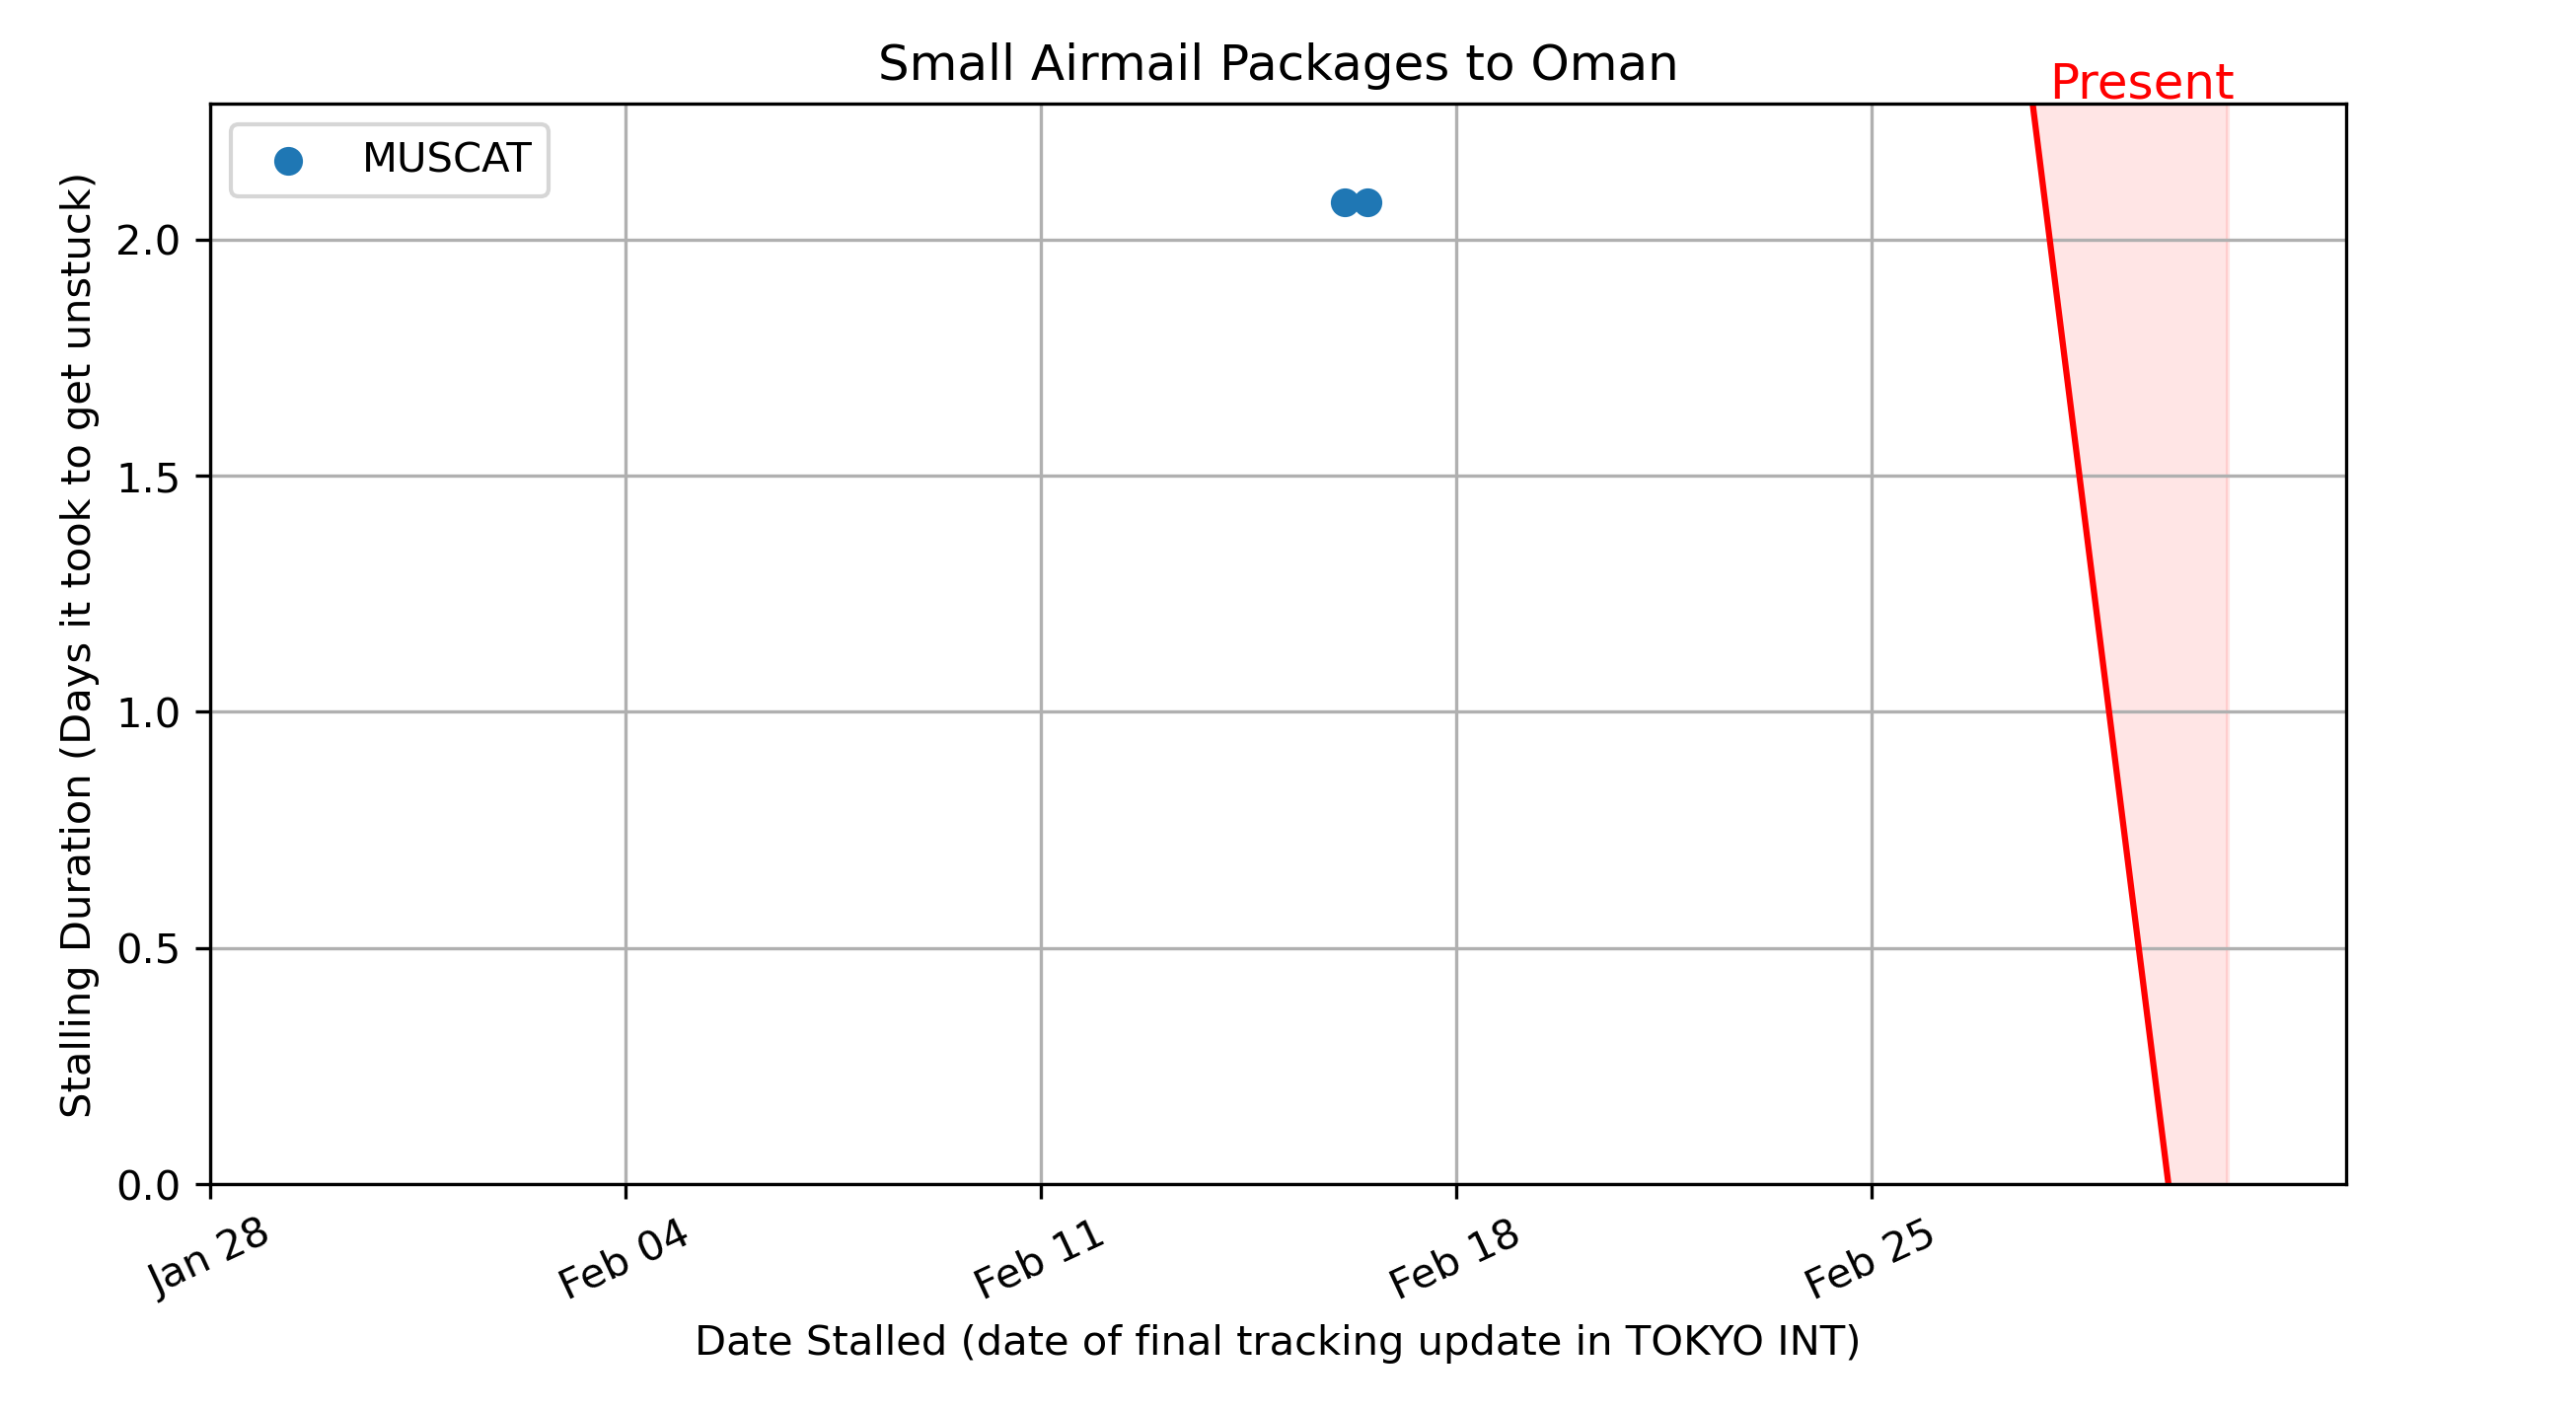 Small Airmail Packages to Oman
Present
MUSCAT
Stalling Duration (Days it took to get unstuck)
2.0
1.5
1.0
0.5
0.0
Jan 28
Feb 04
Feb 11
Feb 18
Feb 25
Date Stalled (date of final tracking update in TOKYO INT)